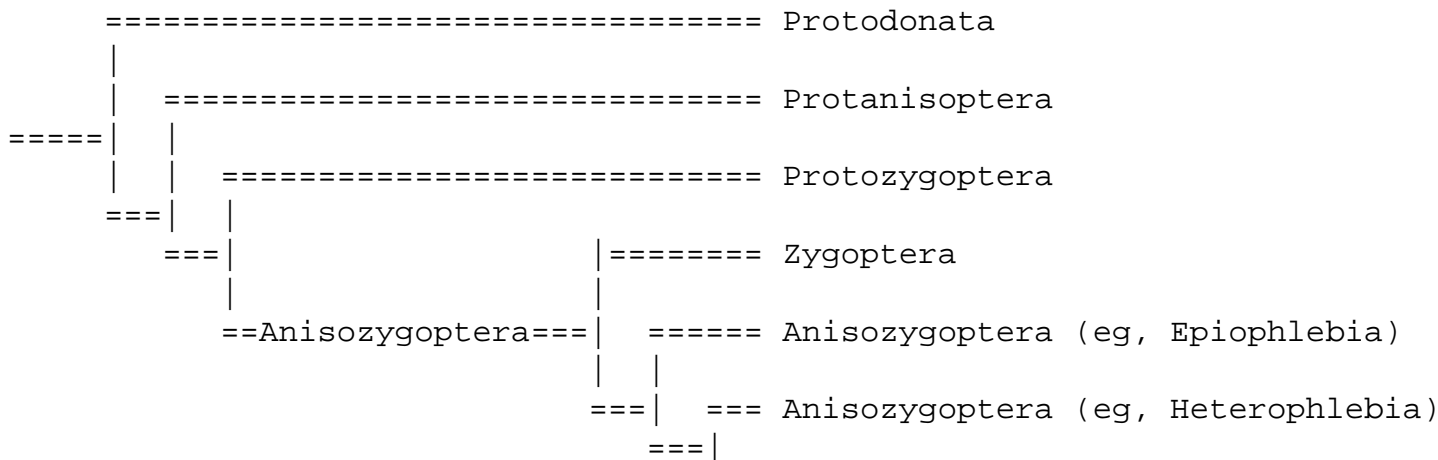 Protodonata
Protanisoptera
Protozygoptera
Zygoptera
==Anisozygoptera===| ====== Anisozygoptera (eg, Epiophlebia)
===| === Anisozygoptera (eg, Heterophlebia)